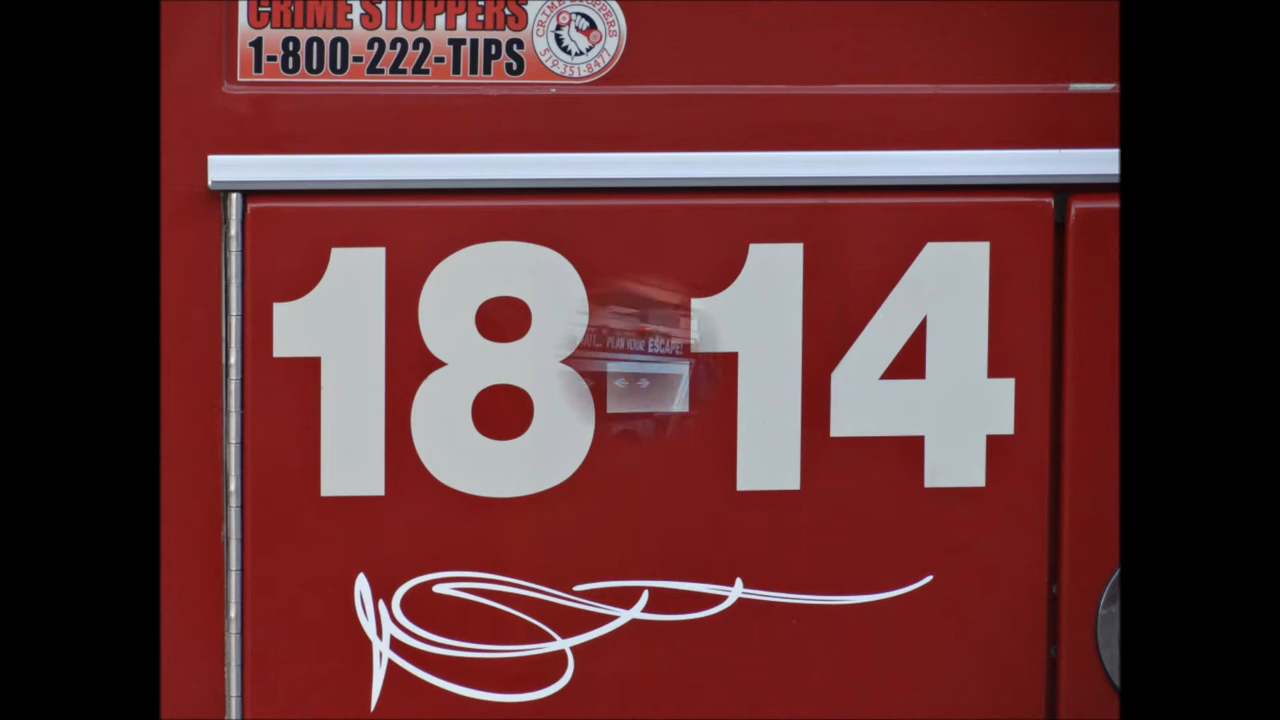 CRIME STOPPERS
1-800-222-TIPS
CRIME STOPPERS
519-351-8477
18-14
PLAN YOUR ESCAPE!